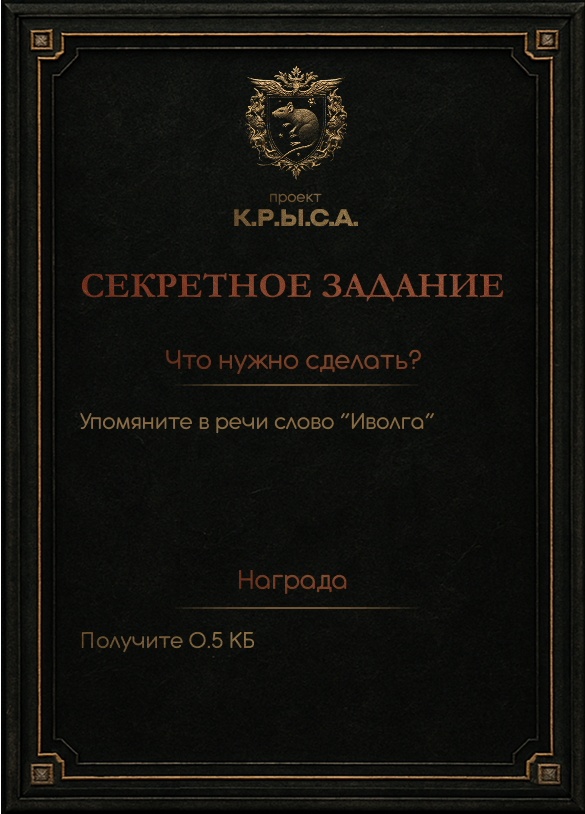 проект
К.Р.Ы.С.А.
СЕКРЕТНОЕ ЗАДАНИЕ
Что нужно сделать?
Упомяните в речи слово "Иволга"
Награда
Получите 0.5 КБ